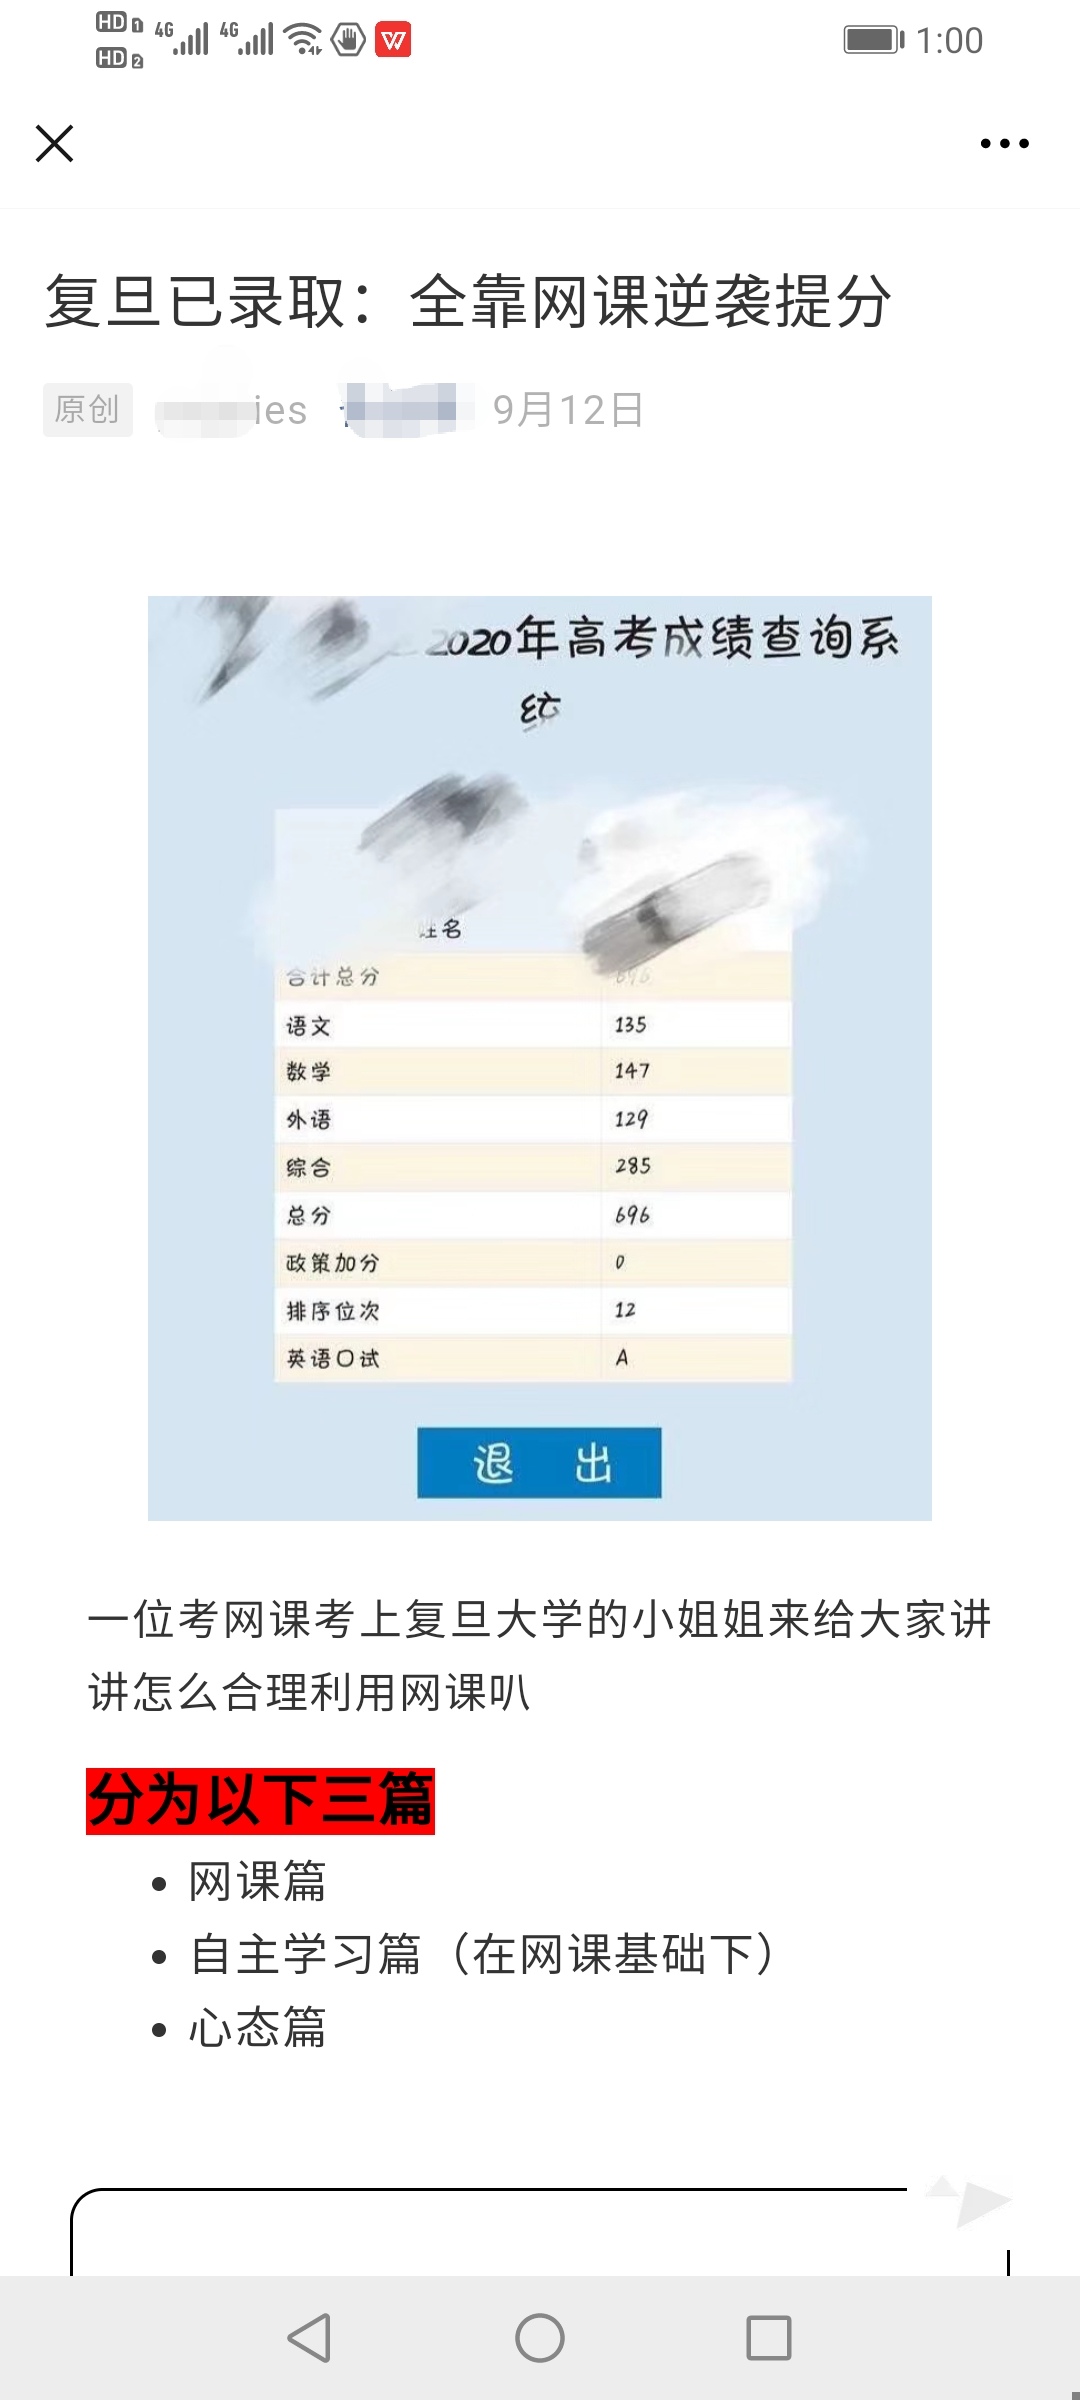 HD 1 4G 4G 1:00
HD 2
复旦已录取：全靠网课逆袭提分
原创 ies 9月12日
2020年高考成绩查询系
统
姓名
合计总分 696
语文 135
数学 147
外语 129
综合 285
总分 696
政策加分 0
排序位次 12
英语口试 A
退 出
一位考网课考上复旦大学的小姐姐来给大家讲
讲怎么合理利用网课叭
分为以下三篇
网课篇
自主学习篇（在网课基础下）
心态篇